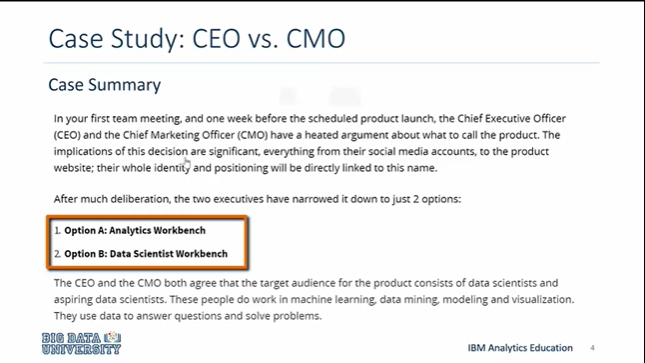 Case Study: CEO vs. CMO
Case Summary
In your first team meeting, and one week before the scheduled product launch, the Chief Executive Officer
(CEO) and the Chief Marketing Officer (CMO) have a heated argument about what to call the product. The
implications of this decision are significant, everything from their social media accounts, to the product
website; their whole identity and positioning will be directly linked to this name.
After much deliberation, the two executives have narrowed it down to just 2 options:
1. Option A: Analytics Workbench
2. Option B: Data Scientist Workbench
The CEO and the CMO both agree that the target audience for the product consists of data scientists and
aspiring data scientists. These people do work in machine learning, data mining, modeling and visualization.
They use data to answer questions and solve problems.
BIG DATA
UNIVERSITY
IBM Analytics Education 4